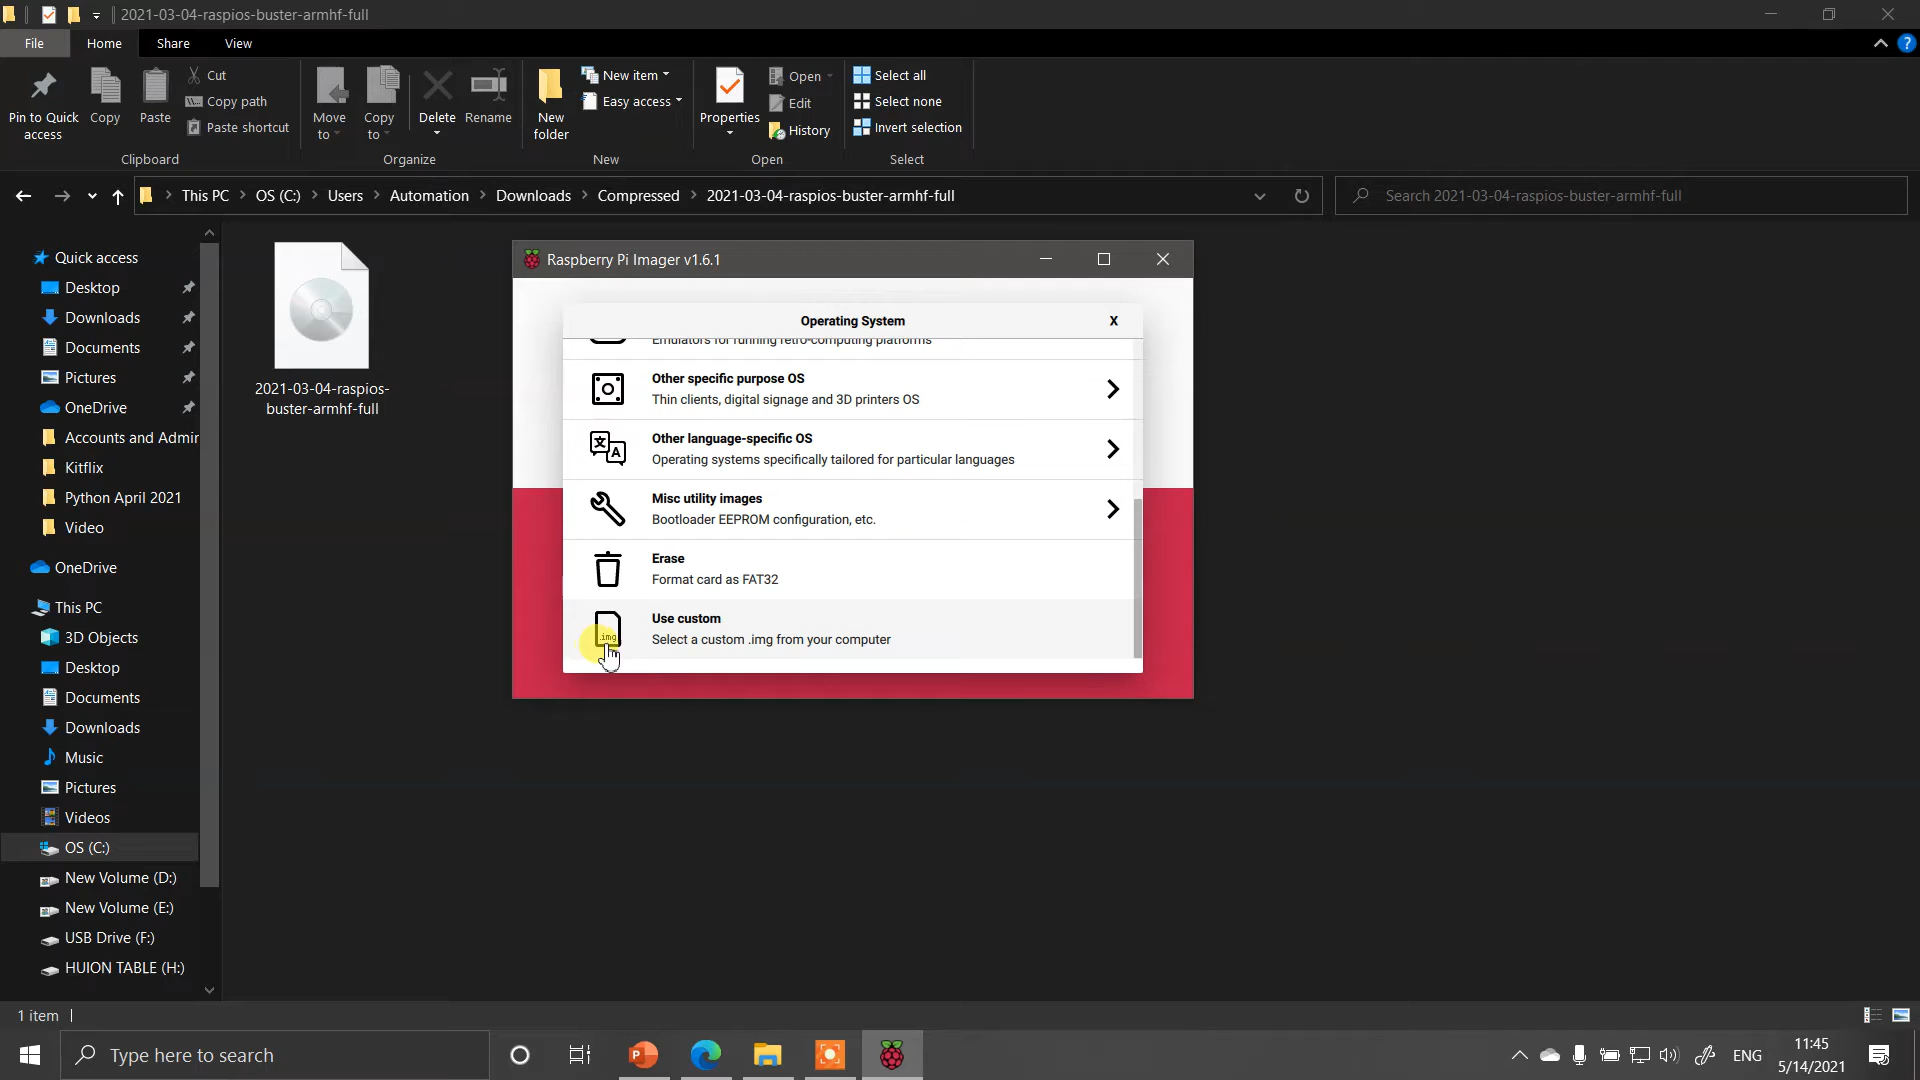 2021-03-04-raspios-buster-armhf-full
File
Home
Share
View
Pin to Quick
access
Copy
Paste
Cut
Copy path
Paste shortcut
Clipboard
Move
to
Copy
to
Delete
Rename
Organize
New
folder
New item
Easy access
New
Properties
Open
Edit
History
Open
Select all
Select none
Invert selection
Select
This PC
OS (C:)
Users
Automation
Downloads
Compressed
2021-03-04-raspios-buster-armhf-full
Search 2021-03-04-raspios-buster-armhf-full
Quick access
Desktop
Downloads
Documents
Pictures
OneDrive
Accounts and Admir
Kitflix
Python April 2021
Video
OneDrive
This PC
3D Objects
Desktop
Documents
Downloads
Music
Pictures
Videos
OS (C:)
New Volume (D:)
New Volume (E:)
USB Drive (F:)
HUION TABLE (H:)
2021-03-04-raspios-
buster-armhf-full
Raspberry Pi Imager v1.6.1
Operating System
X
Emulators for running retro-computing platforms
Other specific purpose OS
Thin clients, digital signage and 3D printers OS
Other language-specific OS
Operating systems specifically tailored for particular languages
Misc utility images
Bootloader EEPROM configuration, etc.
Erase
Format card as FAT32
.img
Use custom
Select a custom .img from your computer
1 item
Type here to search
ENG
11:45
5/14/2021